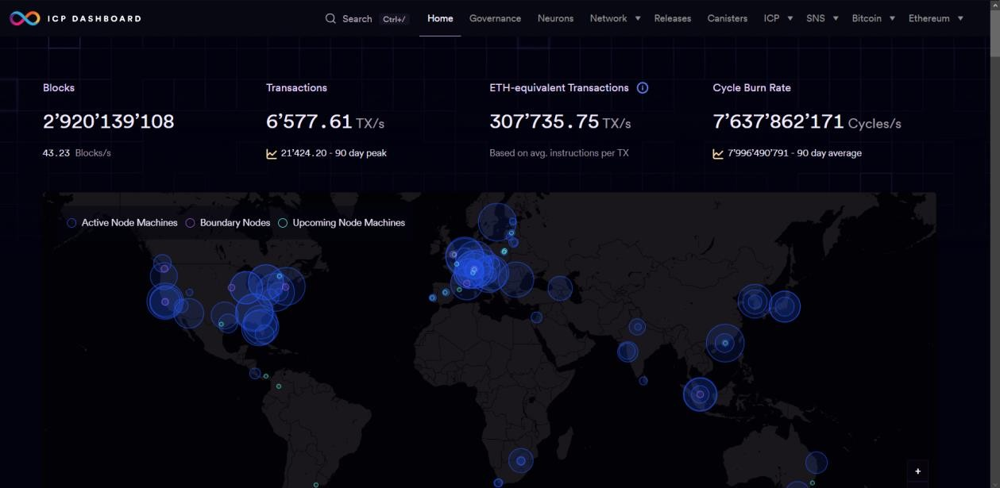 ICP DASHBOARD Search Ctrl+/ Home Governance Neurons Network Releases Canisters ICP SNS Bitcoin Ethereum
Blocks Transactions ETH-equivalent Transactions Cycle Burn Rate
2’920’139’108 6’577.61 TX/s 307’735.75 TX/s 7’637’862’171 Cycles/s
43.23 Blocks/s 21’424.20 - 90 day peak Based on avg. instructions per TX 7’996’490’791 - 90 day average
Active Node Machines Boundary Nodes Upcoming Node Machines
+